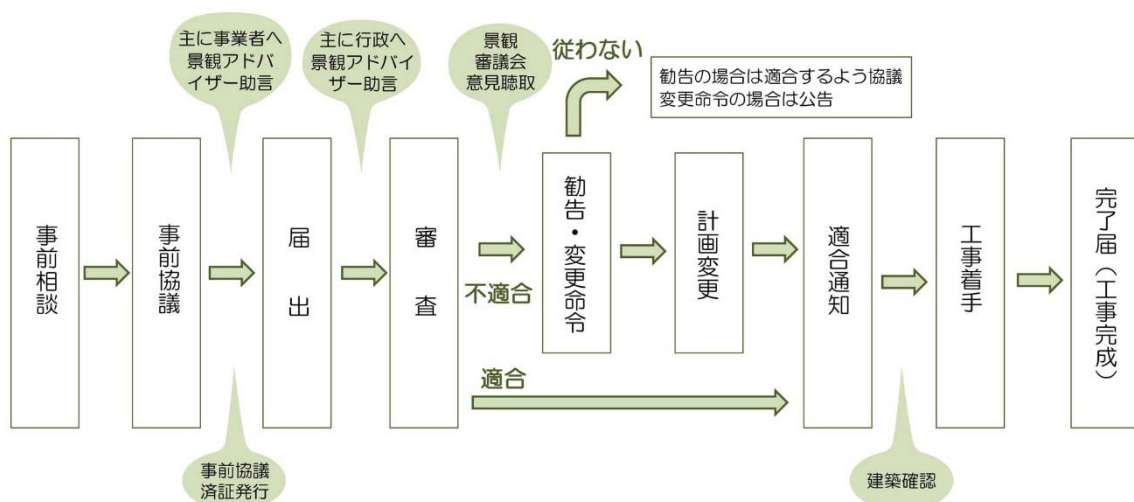 主に事業者へ
景観アドバ
イザー助言
主に行政へ
景観アドバイ
ザー助言
景観
審議会
意見聴取
従わない
勧告の場合は適合するよう協議
変更命令の場合は公告
事前相談
事前協議
届出
審査
不適合
勧告・変更命令
計画変更
適合通知
工事着手
完了届（工事完成）
適合
事前協議
済証発行
建築確認